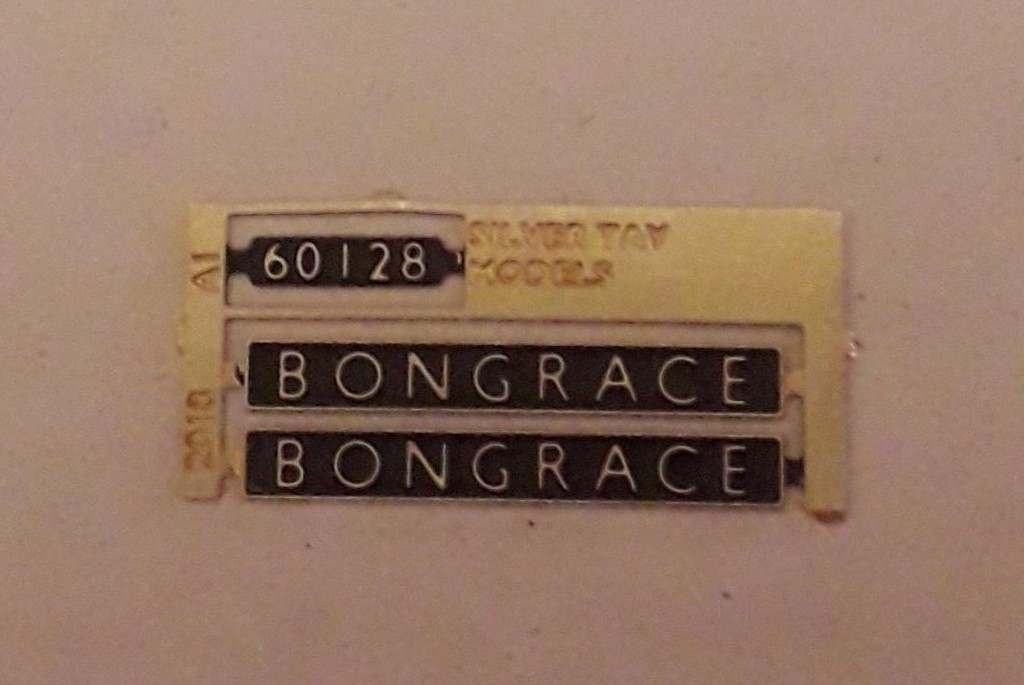 60128
SILVER TAY
MODELS
A1
BONGRACE
BONGRACE
2018